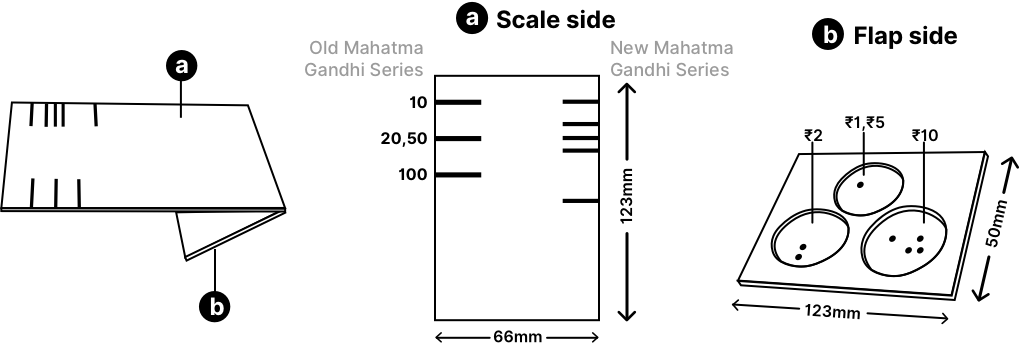 a
b
a Scale side
Old Mahatma
Gandhi Series
New Mahatma
Gandhi Series
10
20,50
100
123mm
66mm
b Flap side
₹2
₹1,₹5
₹10
50mm
123mm